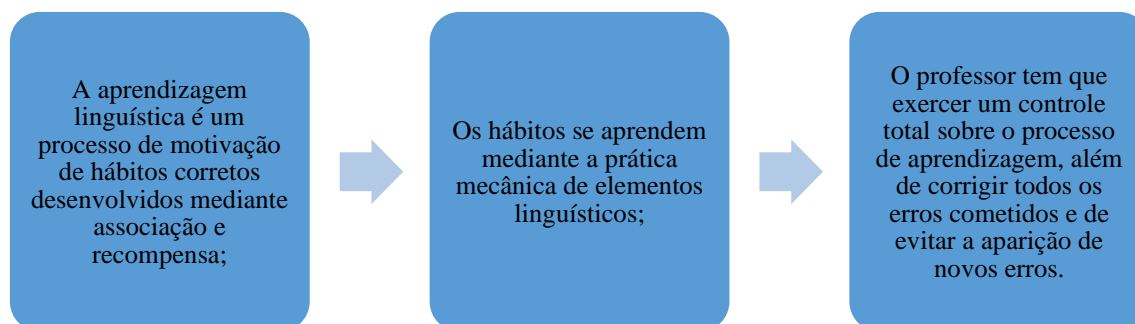 A aprendizagem
linguística é um
processo de motivação
de hábitos corretos
desenvolvidos mediante
associação e
recompensa;
Os hábitos se aprendem
mediante a prática
mecânica de elementos
linguísticos;
O professor tem que
exercer um controle
total sobre o processo
de aprendizagem, além
de corrigir todos os
erros cometidos e de
evitar a aparição de
novos erros.